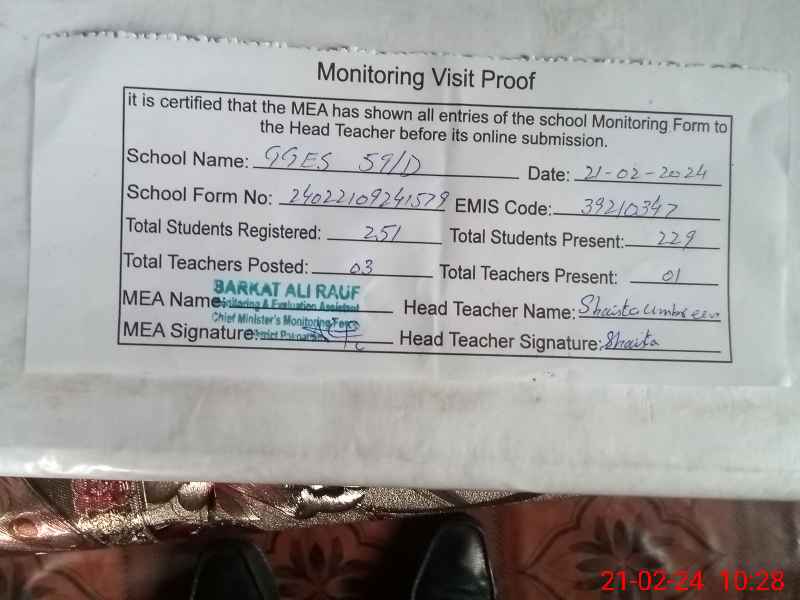 Monitoring Visit Proof
it is certified that the MEA has shown all entries of the school Monitoring Form to
the Head Teacher before its online submission.
School Name: GGES 59/D Date: 21-02-2024
School Form No: 24022109241579 EMIS Code: 39210347
Total Students Registered: 251 Total Students Present: 229
Total Teachers Posted: 03 Total Teachers Present: 01
BARKAT ALI RAUF
MEA Name Monitoring & Evaluation Assistant Head Teacher Name: Shaista Umbreen
Chief Minister's Monitoring Force
MEA Signature: District Head Teacher Signature: Shaista
21-02-24 10:28